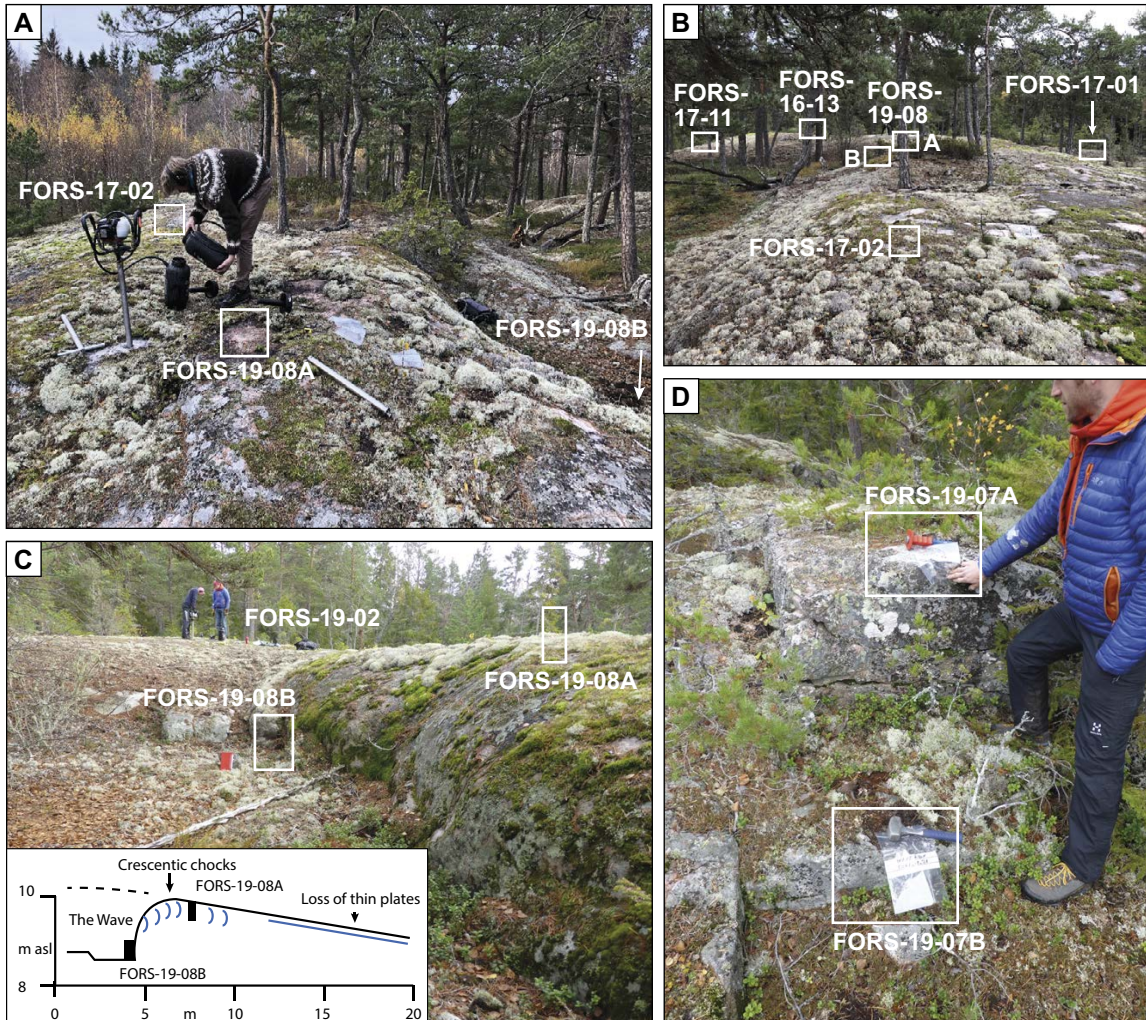 A
FORS-17-02
FORS-19-08B
FORS-19-08A
B
FORS-
17-11
FORS-
16-13
FORS-
19-08
FORS-17-01
A
B
FORS-17-02
C
FORS-19-02
FORS-19-08B
FORS-19-08A
Crescentic chocks
10
FORS-19-08A
Loss of thin plates
The Wave
m asl
FORS-19-08B
8
0 5 m 10 15 20
D
FORS-19-07A
FORS-19-07B